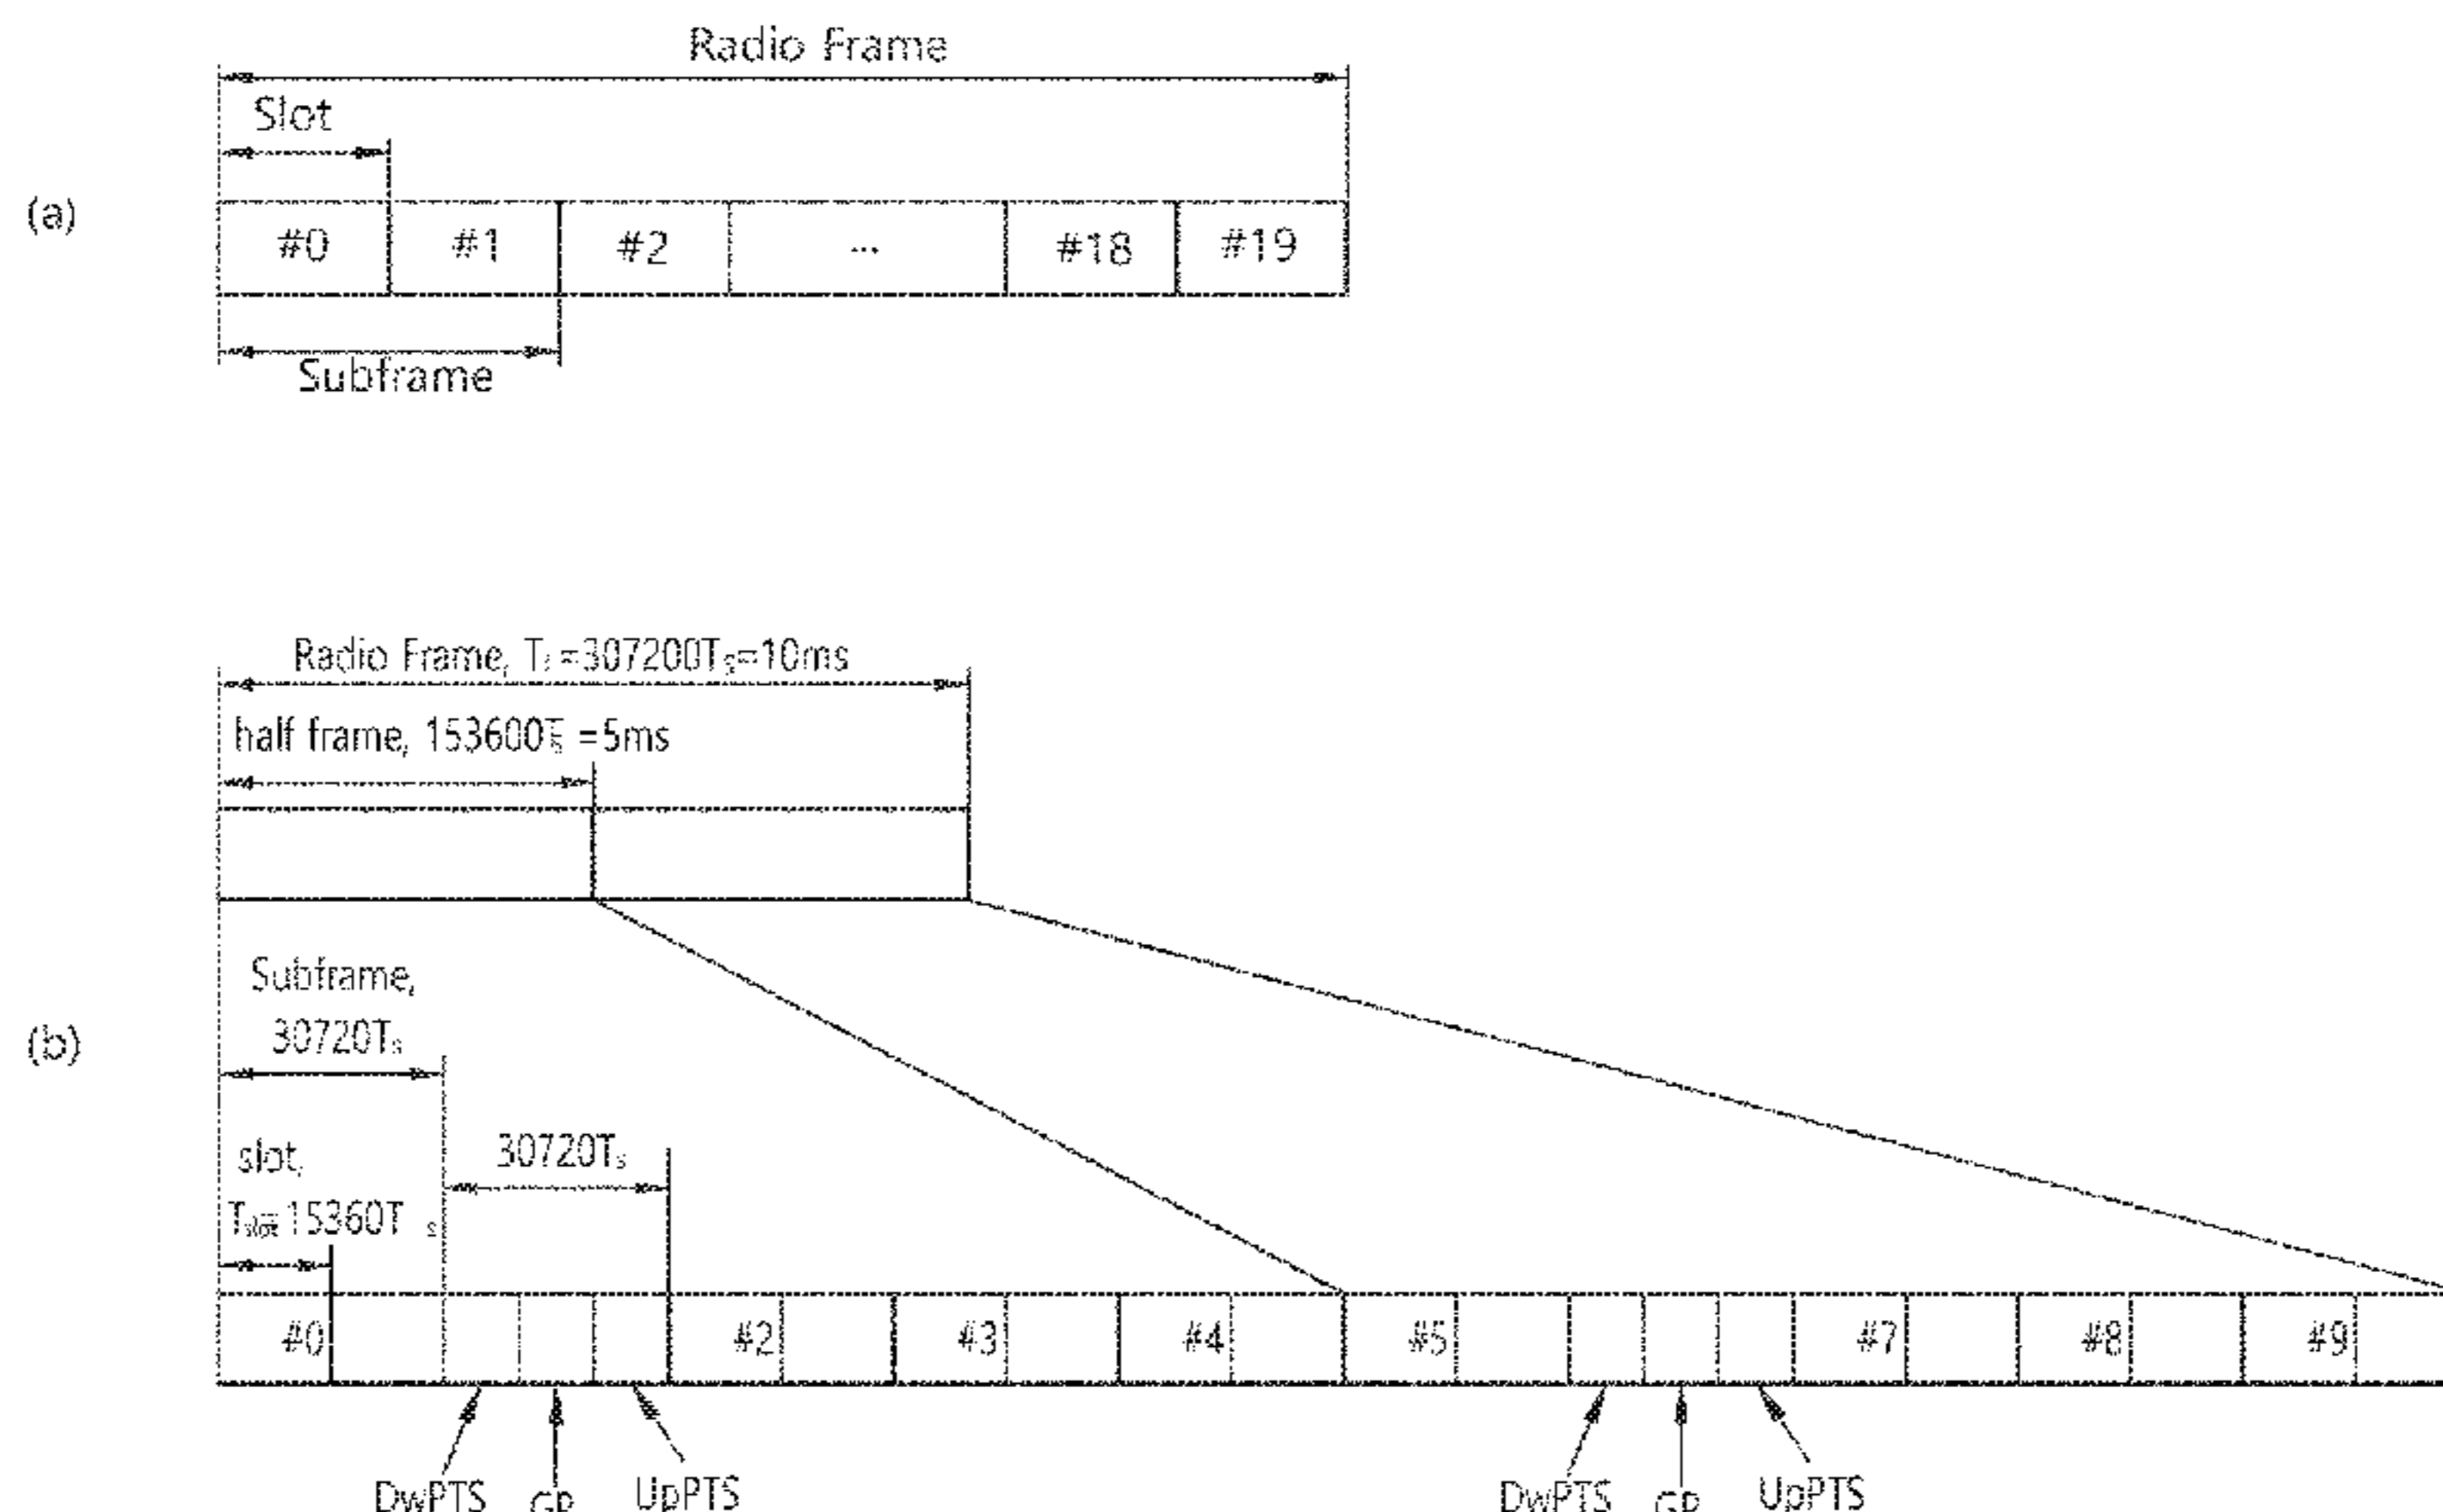 Radio Frame
Slot
(a)
#0 #1 #2 ... #18 #19
Subframe
Radio Frame, Tf=307200Ts=10ms
half frame, 153600Ts=5ms
Subframe,
30720Ts
(b)
slot,
30720Ts
Tslot=15360Ts
#0 #2 #3 #4 #5 #7 #8 #9
DwPTS GP UpPTS DwPTS GP UpPTS